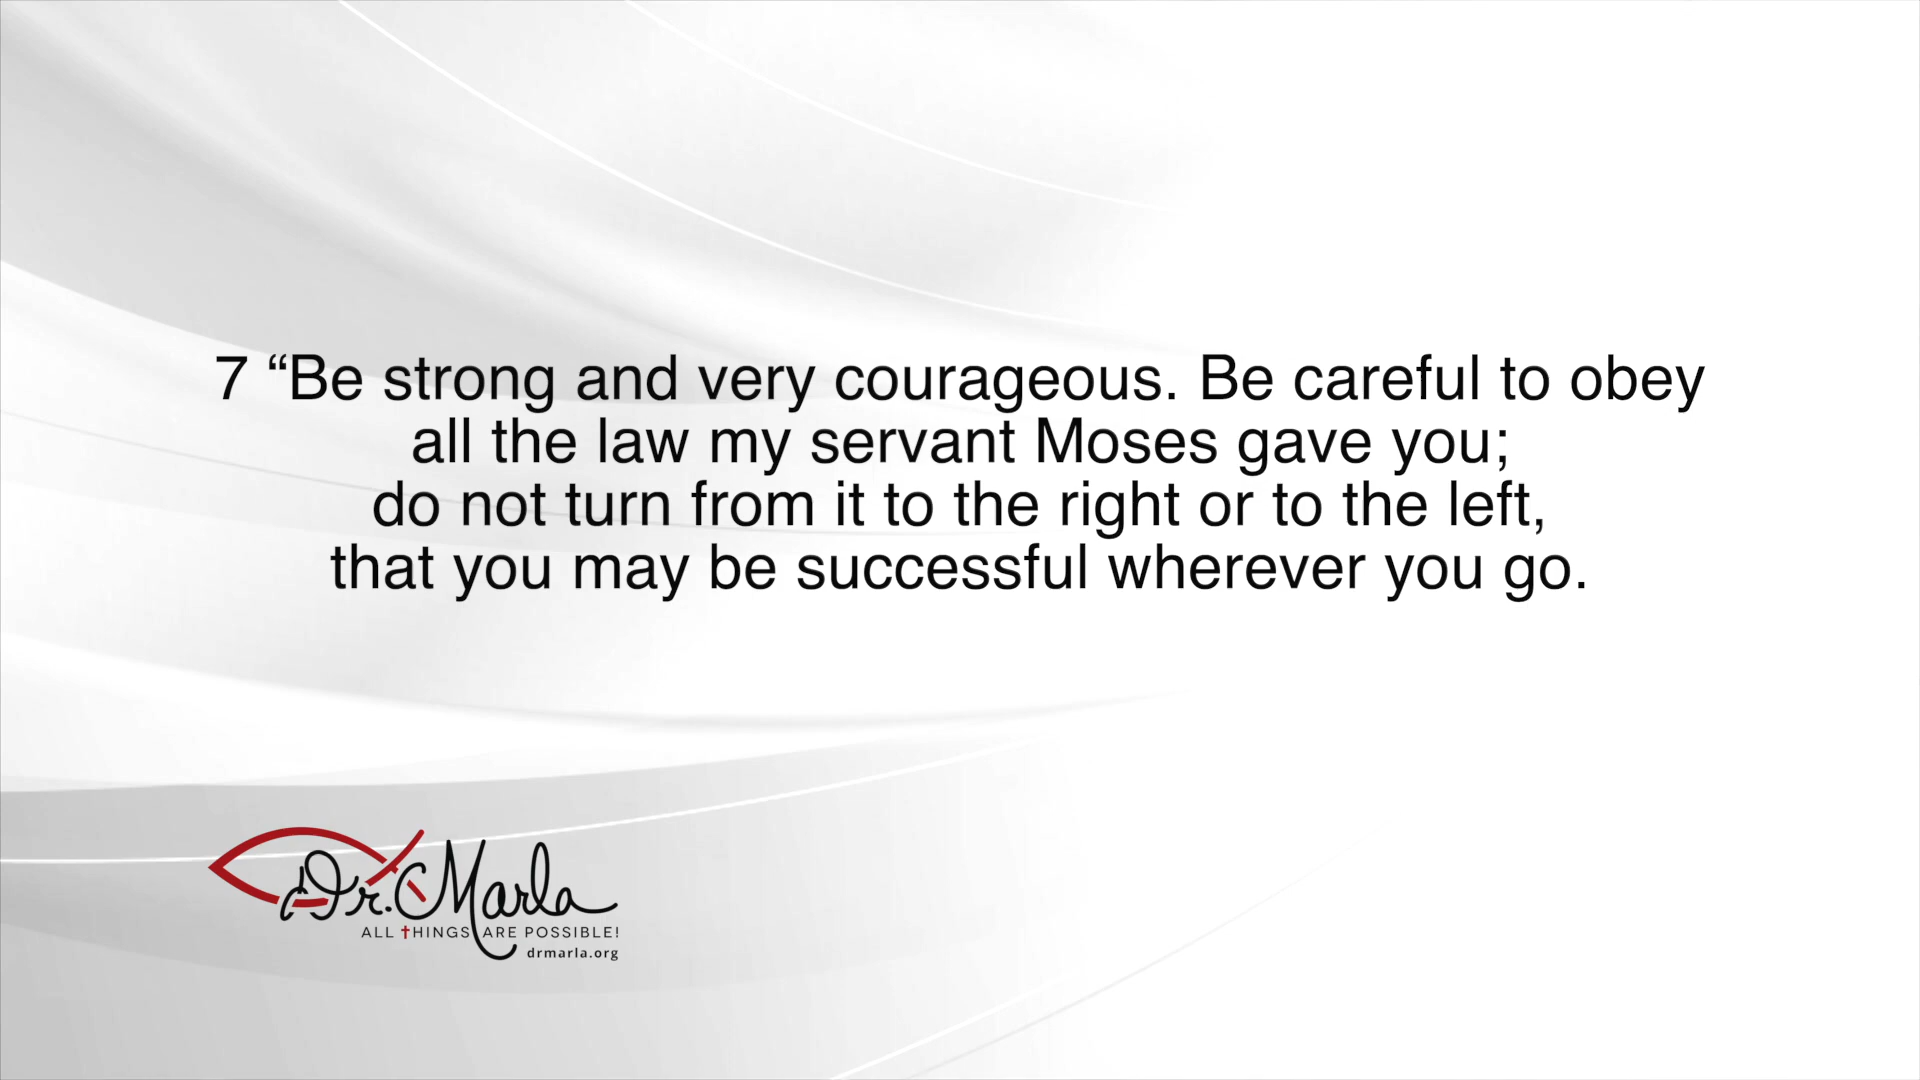 7 “Be strong and very courageous. Be careful to obey
all the law my servant Moses gave you;
do not turn from it to the right or to the left,
that you may be successful wherever you go.
Dr. Marla
ALL THINGS ARE POSSIBLE!
drmarla.org